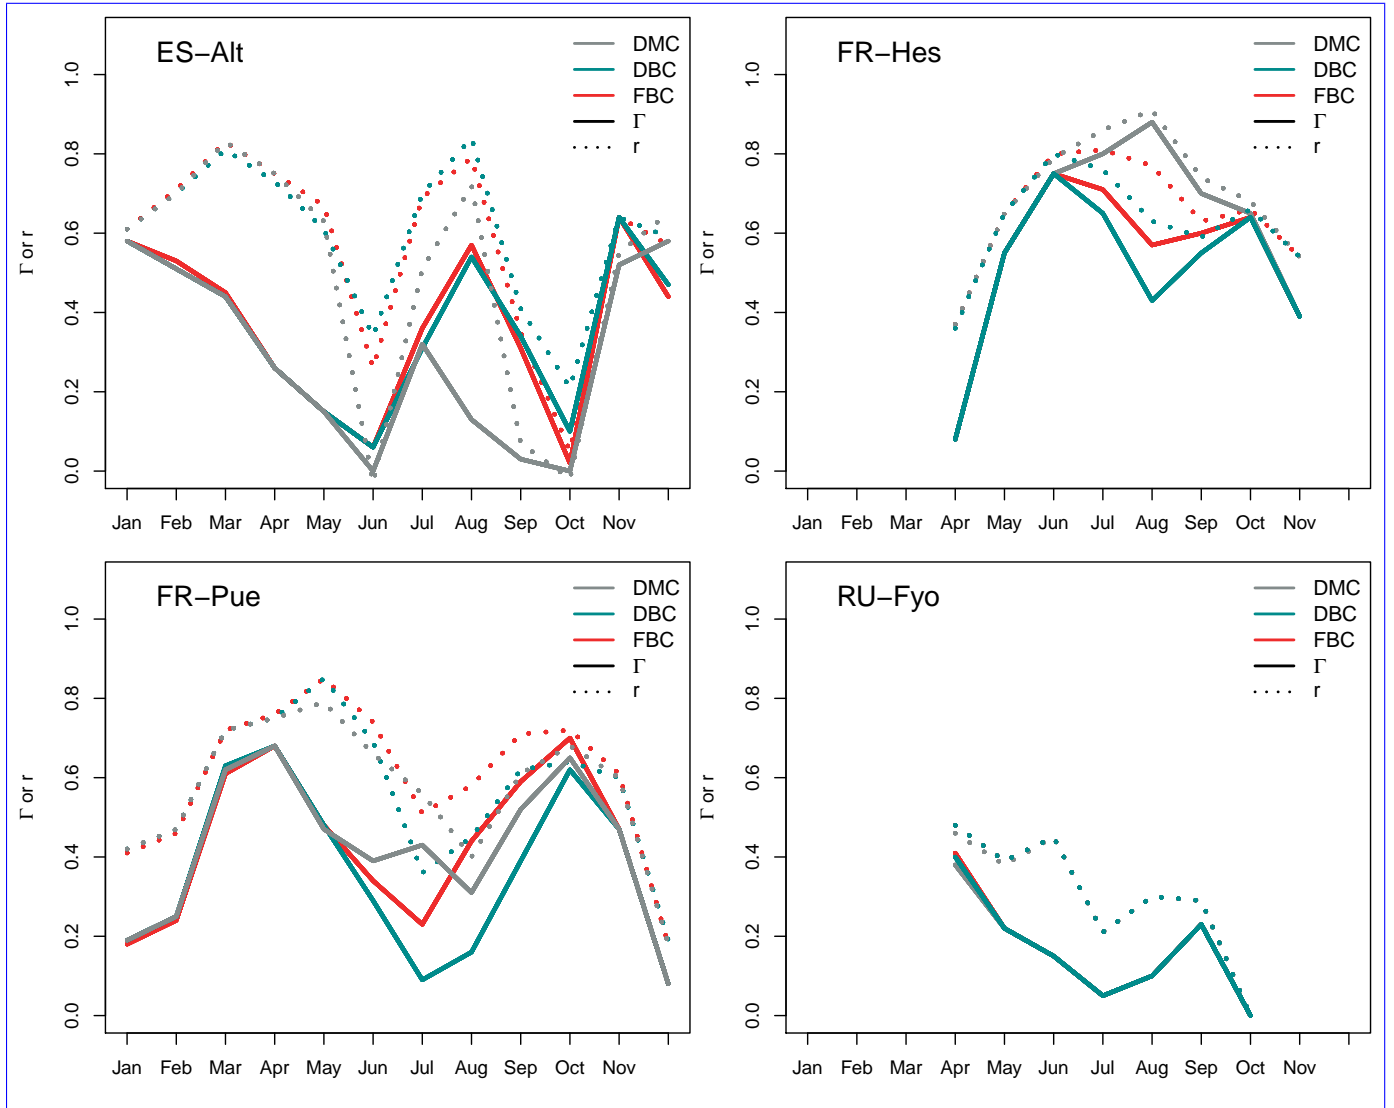 ES−Alt
DMC
DBC
FBC
Γ
r
Γ or r
1.0
0.8
0.6
0.4
0.2
0.0
Jan Feb Mar Apr May Jun Jul Aug Sep Oct Nov
FR−Hes
DMC
DBC
FBC
Γ
r
Γ or r
1.0
0.8
0.6
0.4
0.2
0.0
Jan Feb Mar Apr May Jun Jul Aug Sep Oct Nov
FR−Pue
DMC
DBC
FBC
Γ
r
Γ or r
1.0
0.8
0.6
0.4
0.2
0.0
Jan Feb Mar Apr May Jun Jul Aug Sep Oct Nov
RU−Fyo
DMC
DBC
FBC
Γ
r
Γ or r
1.0
0.8
0.6
0.4
0.2
0.0
Jan Feb Mar Apr May Jun Jul Aug Sep Oct Nov